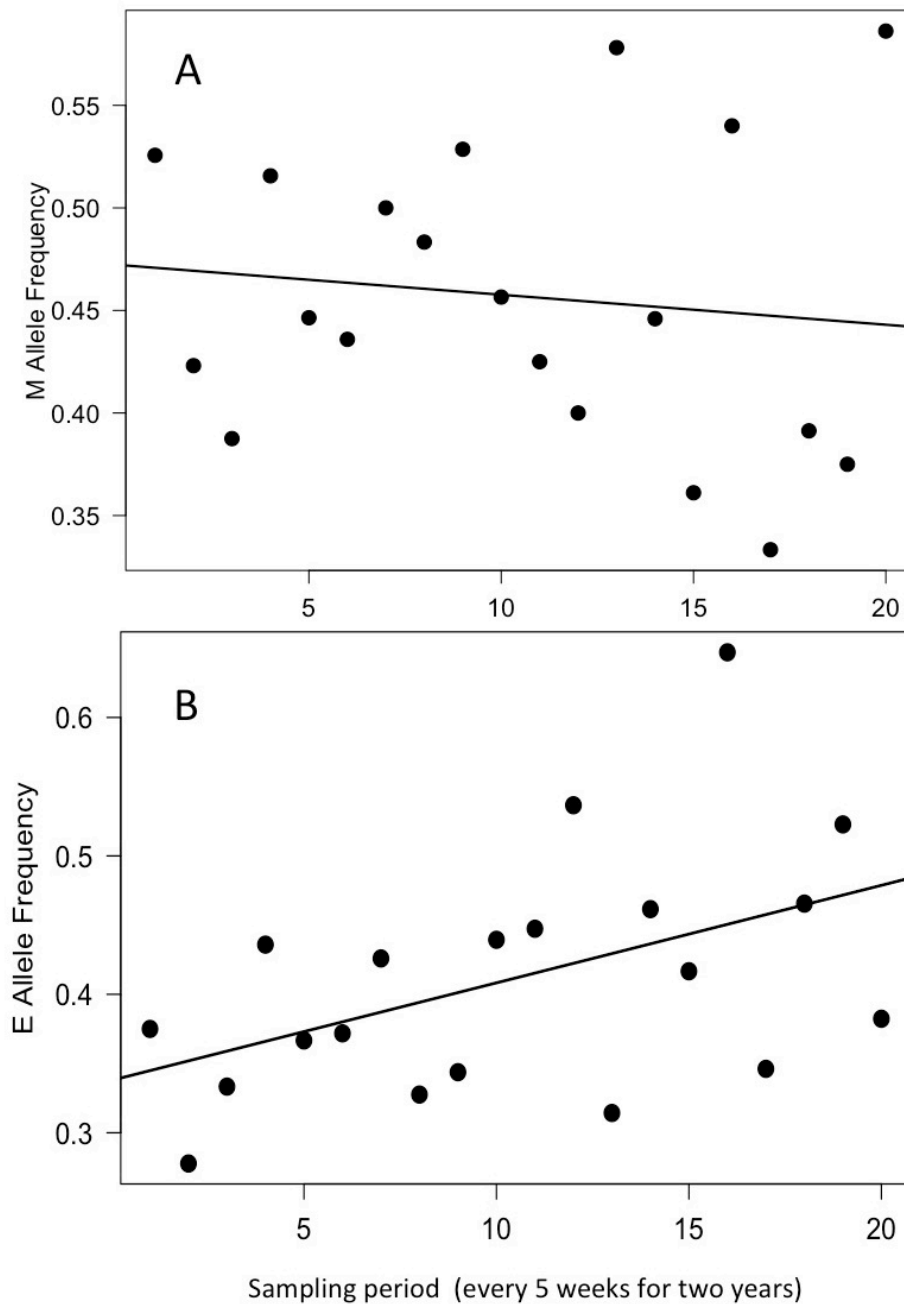 A
M Allele Frequency
0.55
0.50
0.45
0.40
0.35
5 10 15 20
B
E Allele Frequency
0.6
0.5
0.4
0.3
5 10 15 20
Sampling period (every 5 weeks for two years)